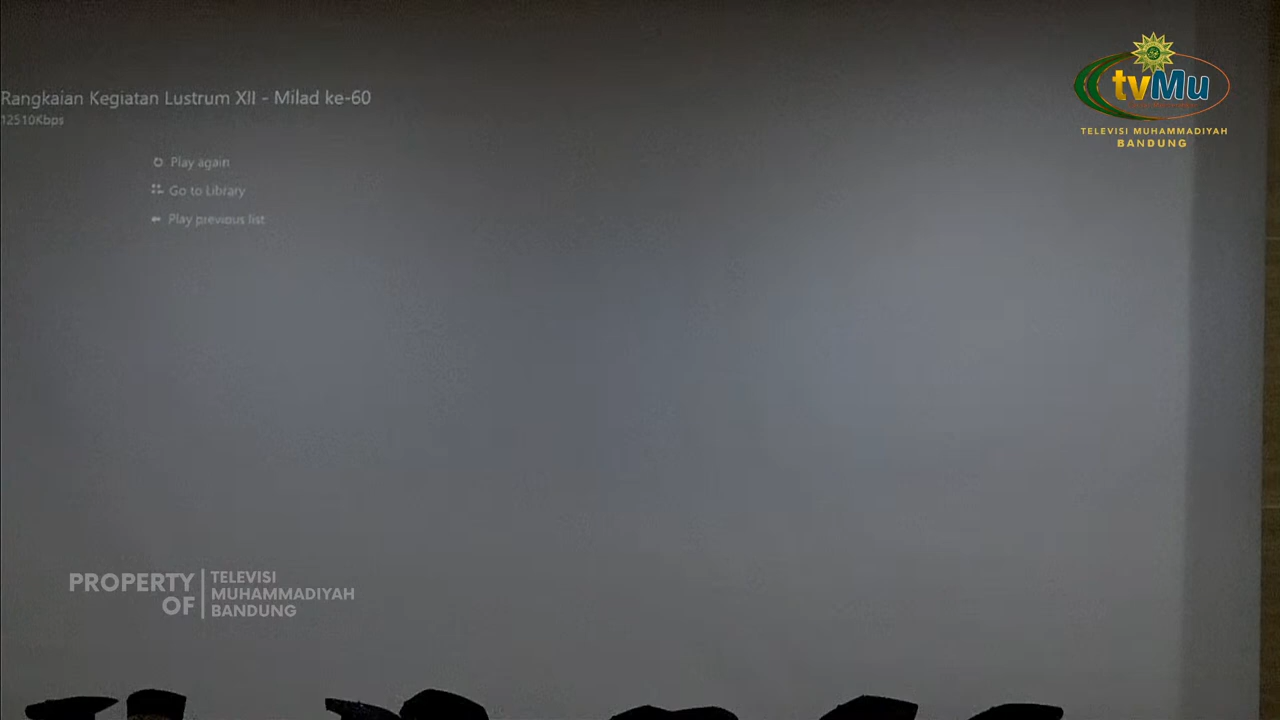 Rangkaian Kegiatan Lustrum XII - Milad ke-60
12510Kbps
Play again
Go to Library
Play previous list
tvMu
TELEVISI MUHAMMADIYAH
BANDUNG
PROPERTY OF
TELEVISI
MUHAMMADIYAH
BANDUNG